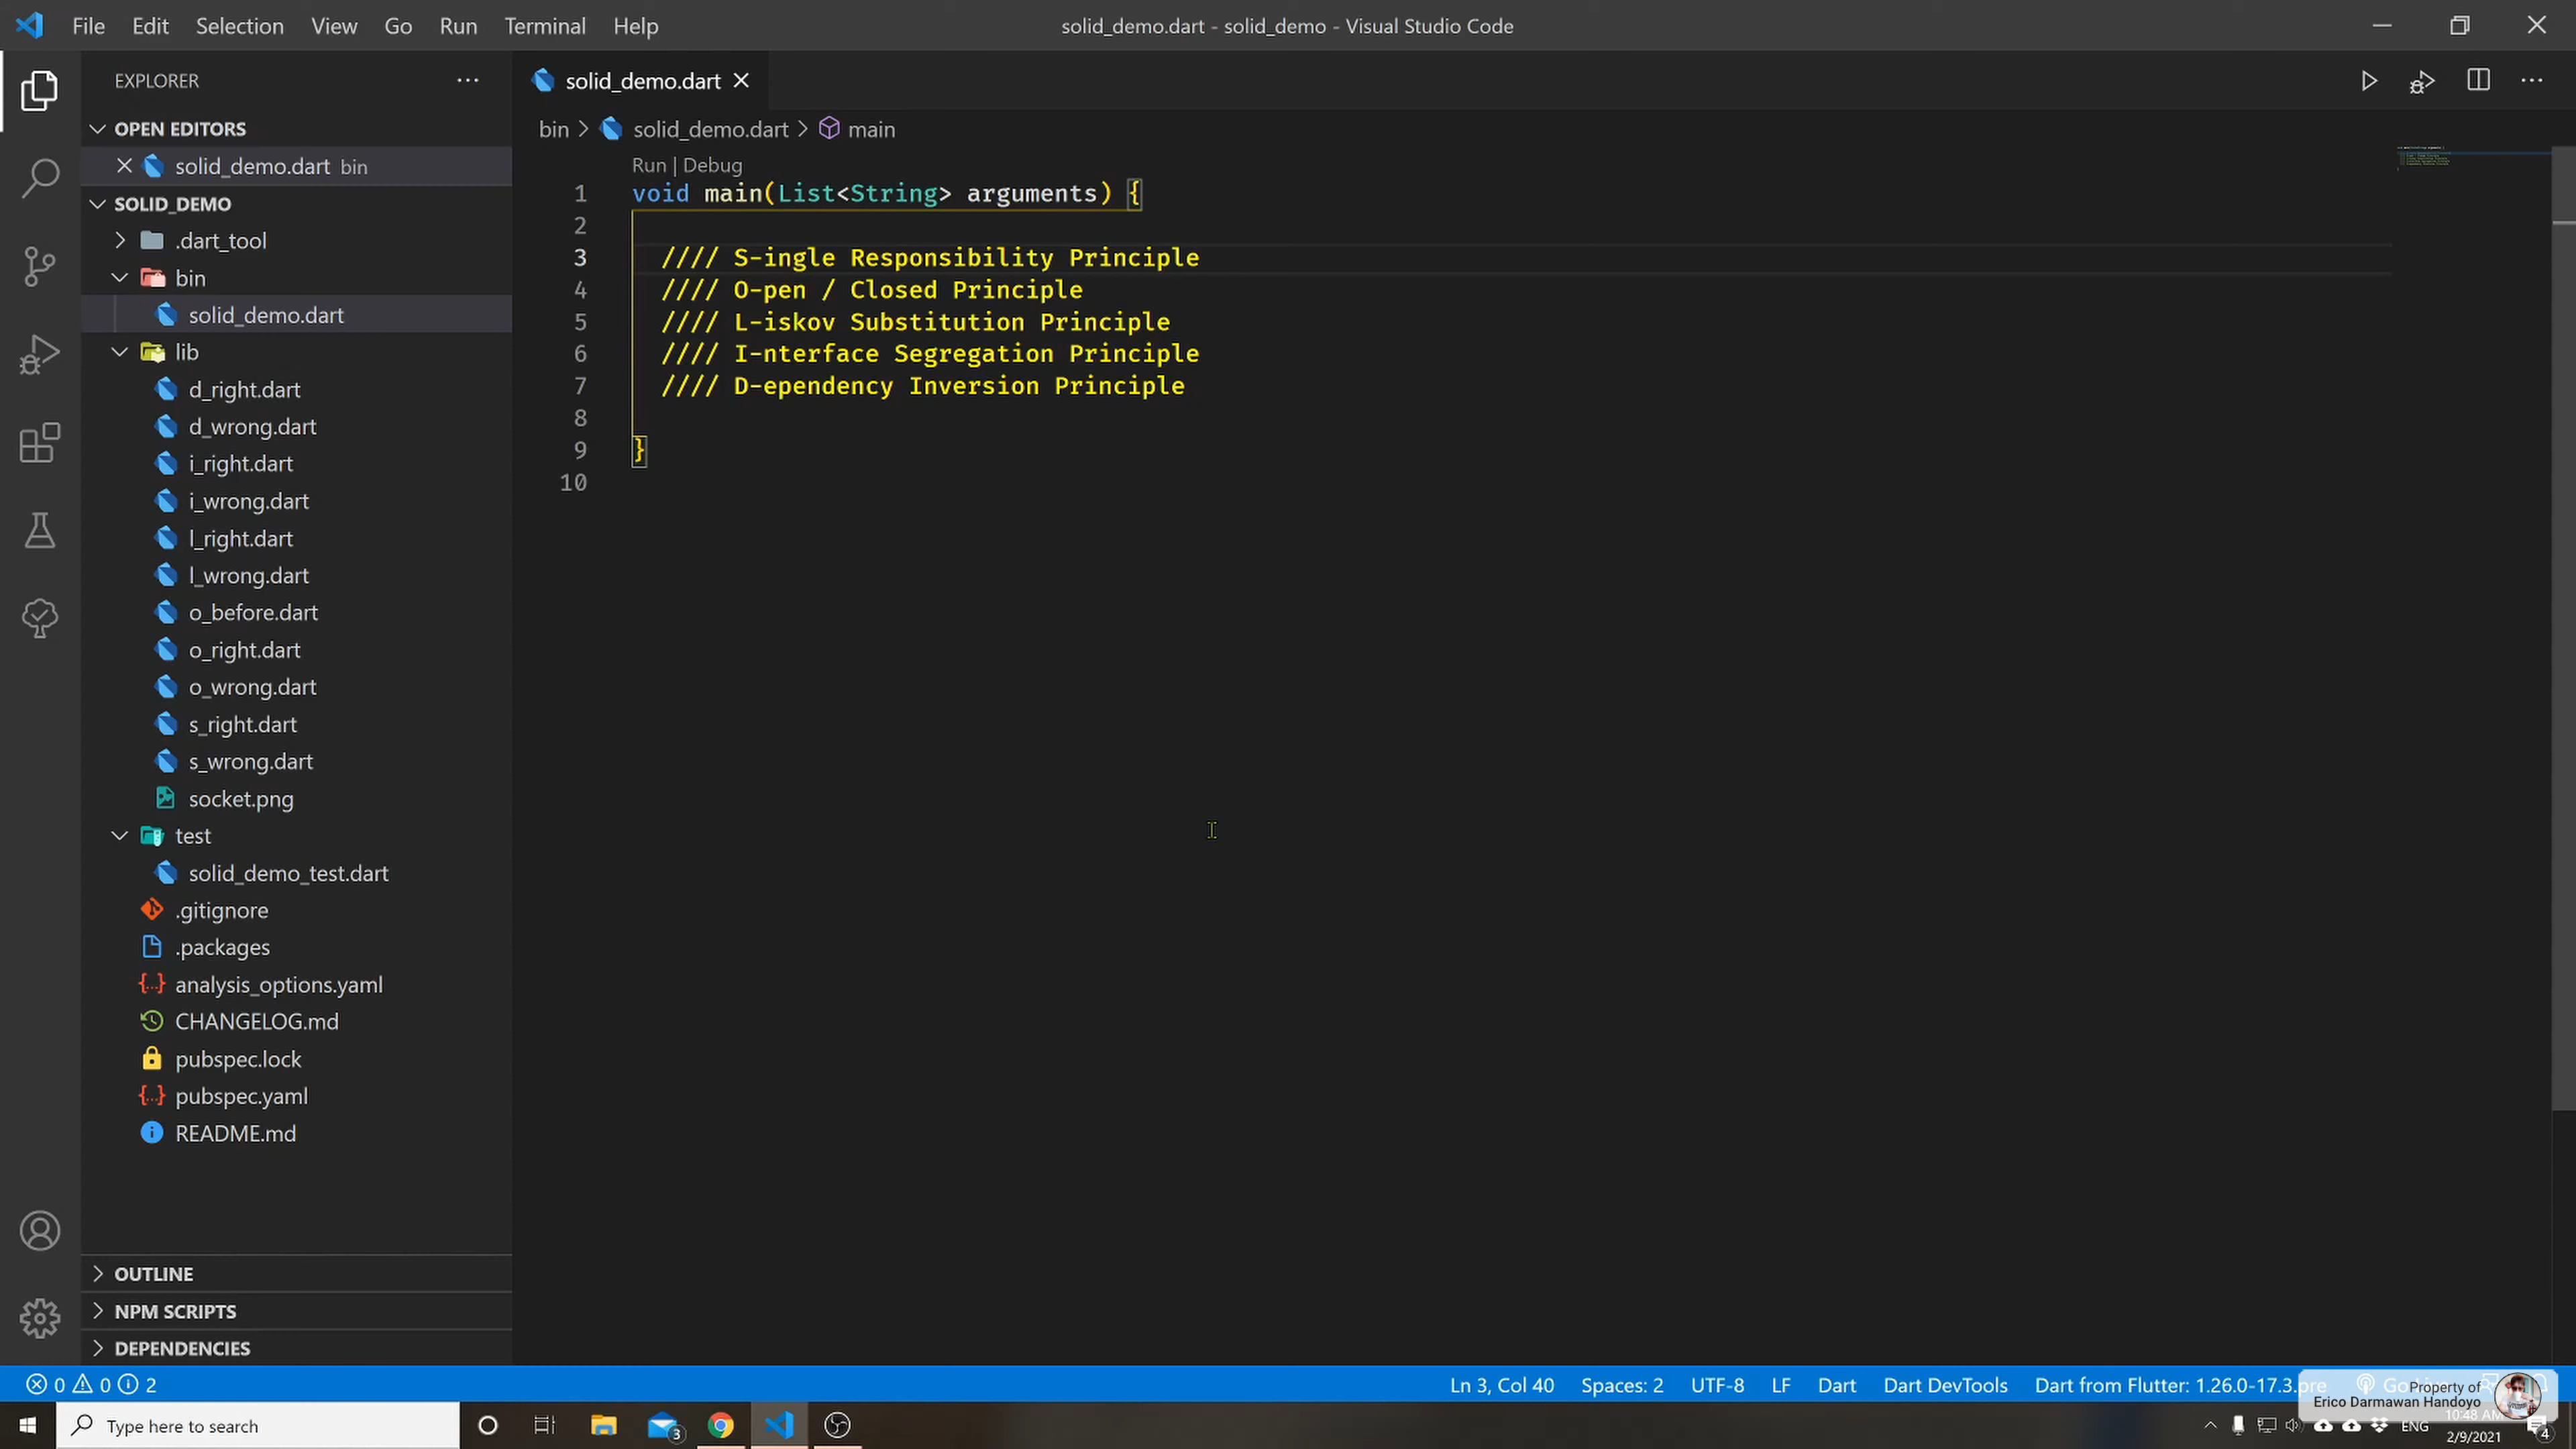 File Edit Selection View Go Run Terminal Help
solid_demo.dart - solid_demo - Visual Studio Code
EXPLORER
OPEN EDITORS
solid_demo.dart bin
SOLID_DEMO
.dart_tool
bin
solid_demo.dart
lib
d_right.dart
d_wrong.dart
i_right.dart
i_wrong.dart
l_right.dart
l_wrong.dart
o_before.dart
o_right.dart
o_wrong.dart
s_right.dart
s_wrong.dart
socket.png
test
solid_demo_test.dart
.gitignore
.packages
analysis_options.yaml
CHANGELOG.md
pubspec.lock
pubspec.yaml
README.md
OUTLINE
NPM SCRIPTS
DEPENDENCIES
solid_demo.dart
bin > solid_demo.dart > main
Run | Debug
1 void main(List<String> arguments) {
2
3 //// S-ingle Responsibility Principle
4 //// O-pen / Closed Principle
5 //// L-iskov Substitution Principle
6 //// I-nterface Segregation Principle
7 //// D-ependency Inversion Principle
8
9 }
10
0 0 2
Ln 3, Col 40 Spaces: 2 UTF-8 LF Dart Dart DevTools Dart from Flutter: 1.26.0-17.3.pre
Property of
Erico Darmawan Handoyo
Type here to search
3
ENG
10:48 AM
2/9/2021
4